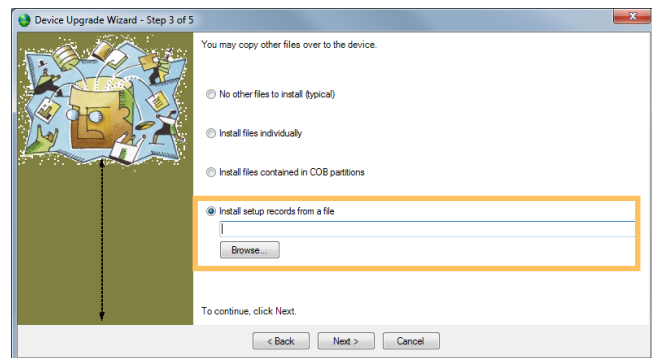 Device Upgrade Wizard - Step 3 of 5
You may copy other files over to the device.
No other files to install (typical)
Install files individually
Install files contained in COB partitions
Install setup records from a file
Browse...
To continue, click Next.
< Back Next > Cancel